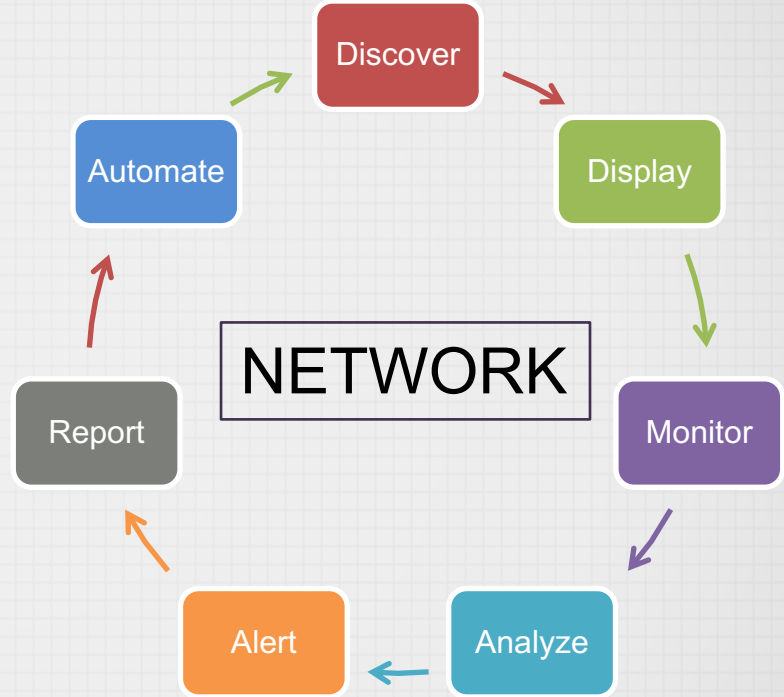 Discover
Display
Monitor
Analyze
Alert
Report
Automate
NETWORK